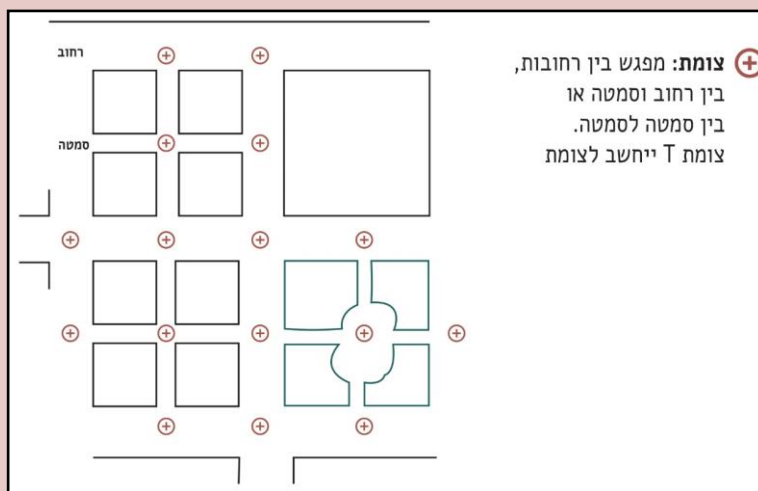 צומת: מפגש בין רחובות,
בין רחוב וסמטה או
בין סמטה לסמטה.
צומת T ייחשב לצומת
רחוב
סמטה